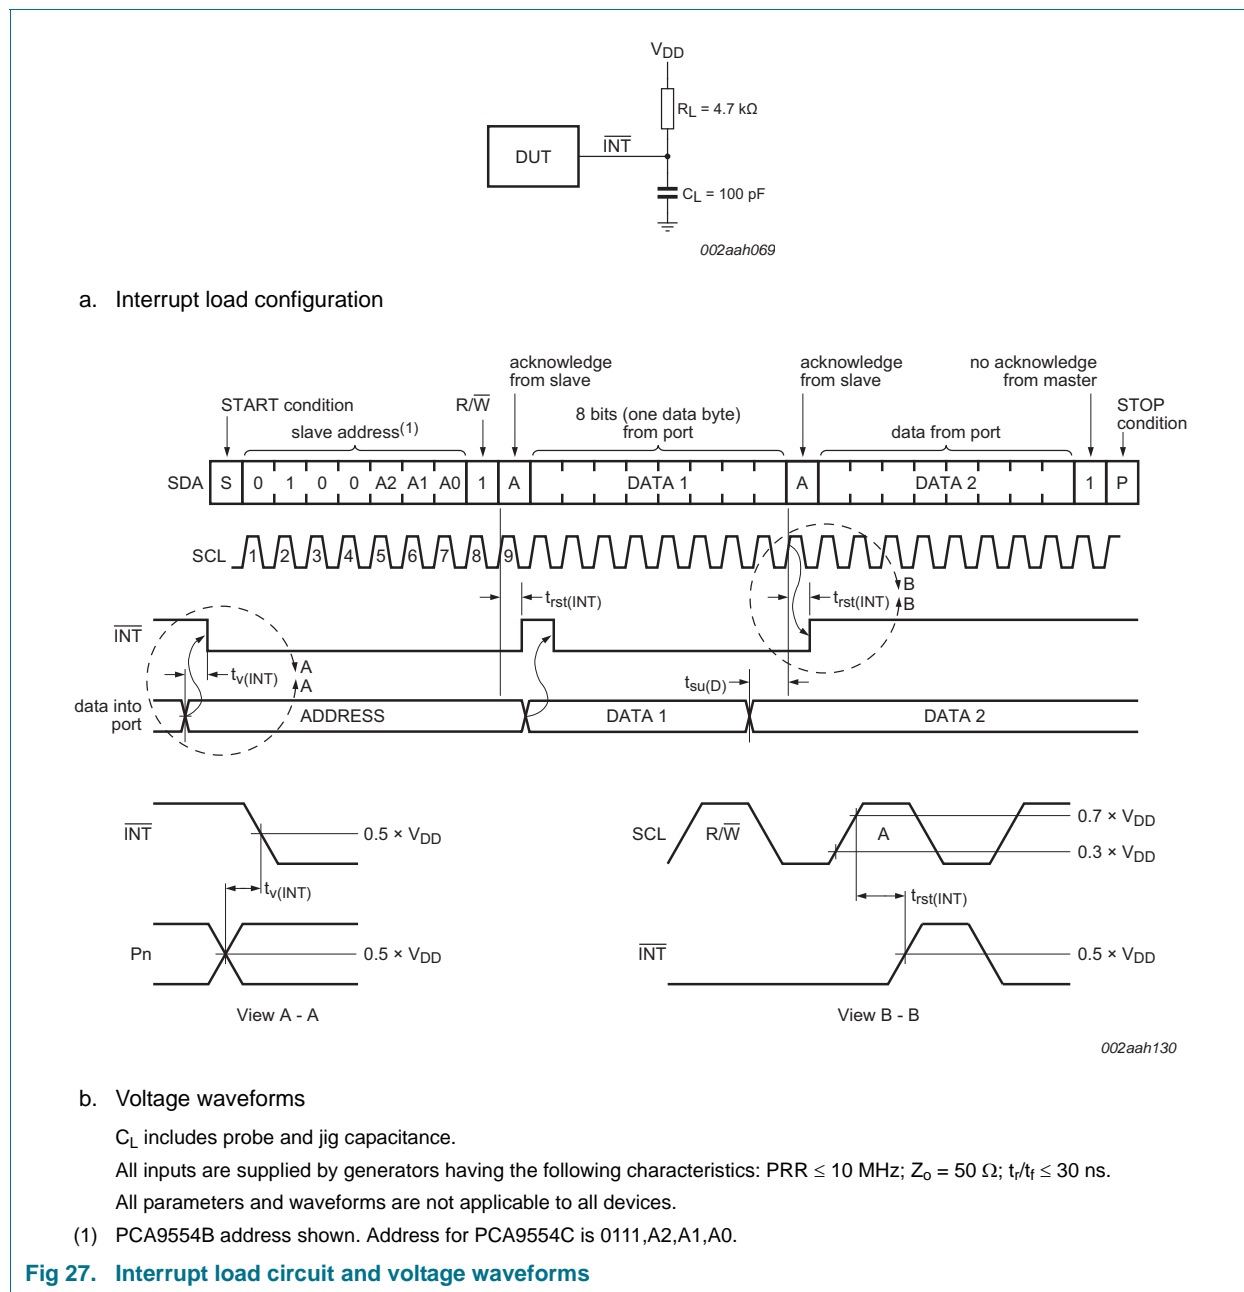 VDD
RL = 4.7 kΩ
DUT
INT
CL = 100 pF
002aah069
a. Interrupt load configuration
acknowledge from slave
acknowledge from slave
no acknowledge from master
START condition
R/W
8 bits (one data byte) from port
STOP condition
slave address(1)
data from port
SDA S 0 1 0 0 A2 A1 A0 1 A DATA 1 A DATA 2 1 P
SCL 1 2 3 4 5 6 7 8 9
B
B
trst(INT)
trst(INT)
INT
tv(INT)
A
A
tsu(D)
data into port
ADDRESS
DATA 1
DATA 2
INT
0.5 × VDD
tv(INT)
Pn
0.5 × VDD
View A - A
SCL
R/W
A
0.7 × VDD
0.3 × VDD
trst(INT)
INT
0.5 × VDD
View B - B
002aah130
b. Voltage waveforms
CL includes probe and jig capacitance.
All inputs are supplied by generators having the following characteristics: PRR ≤ 10 MHz; Zo = 50 Ω; tr/tf ≤ 30 ns.
All parameters and waveforms are not applicable to all devices.
(1) PCA9554B address shown. Address for PCA9554C is 0111,A2,A1,A0.
Fig 27. Interrupt load circuit and voltage waveforms